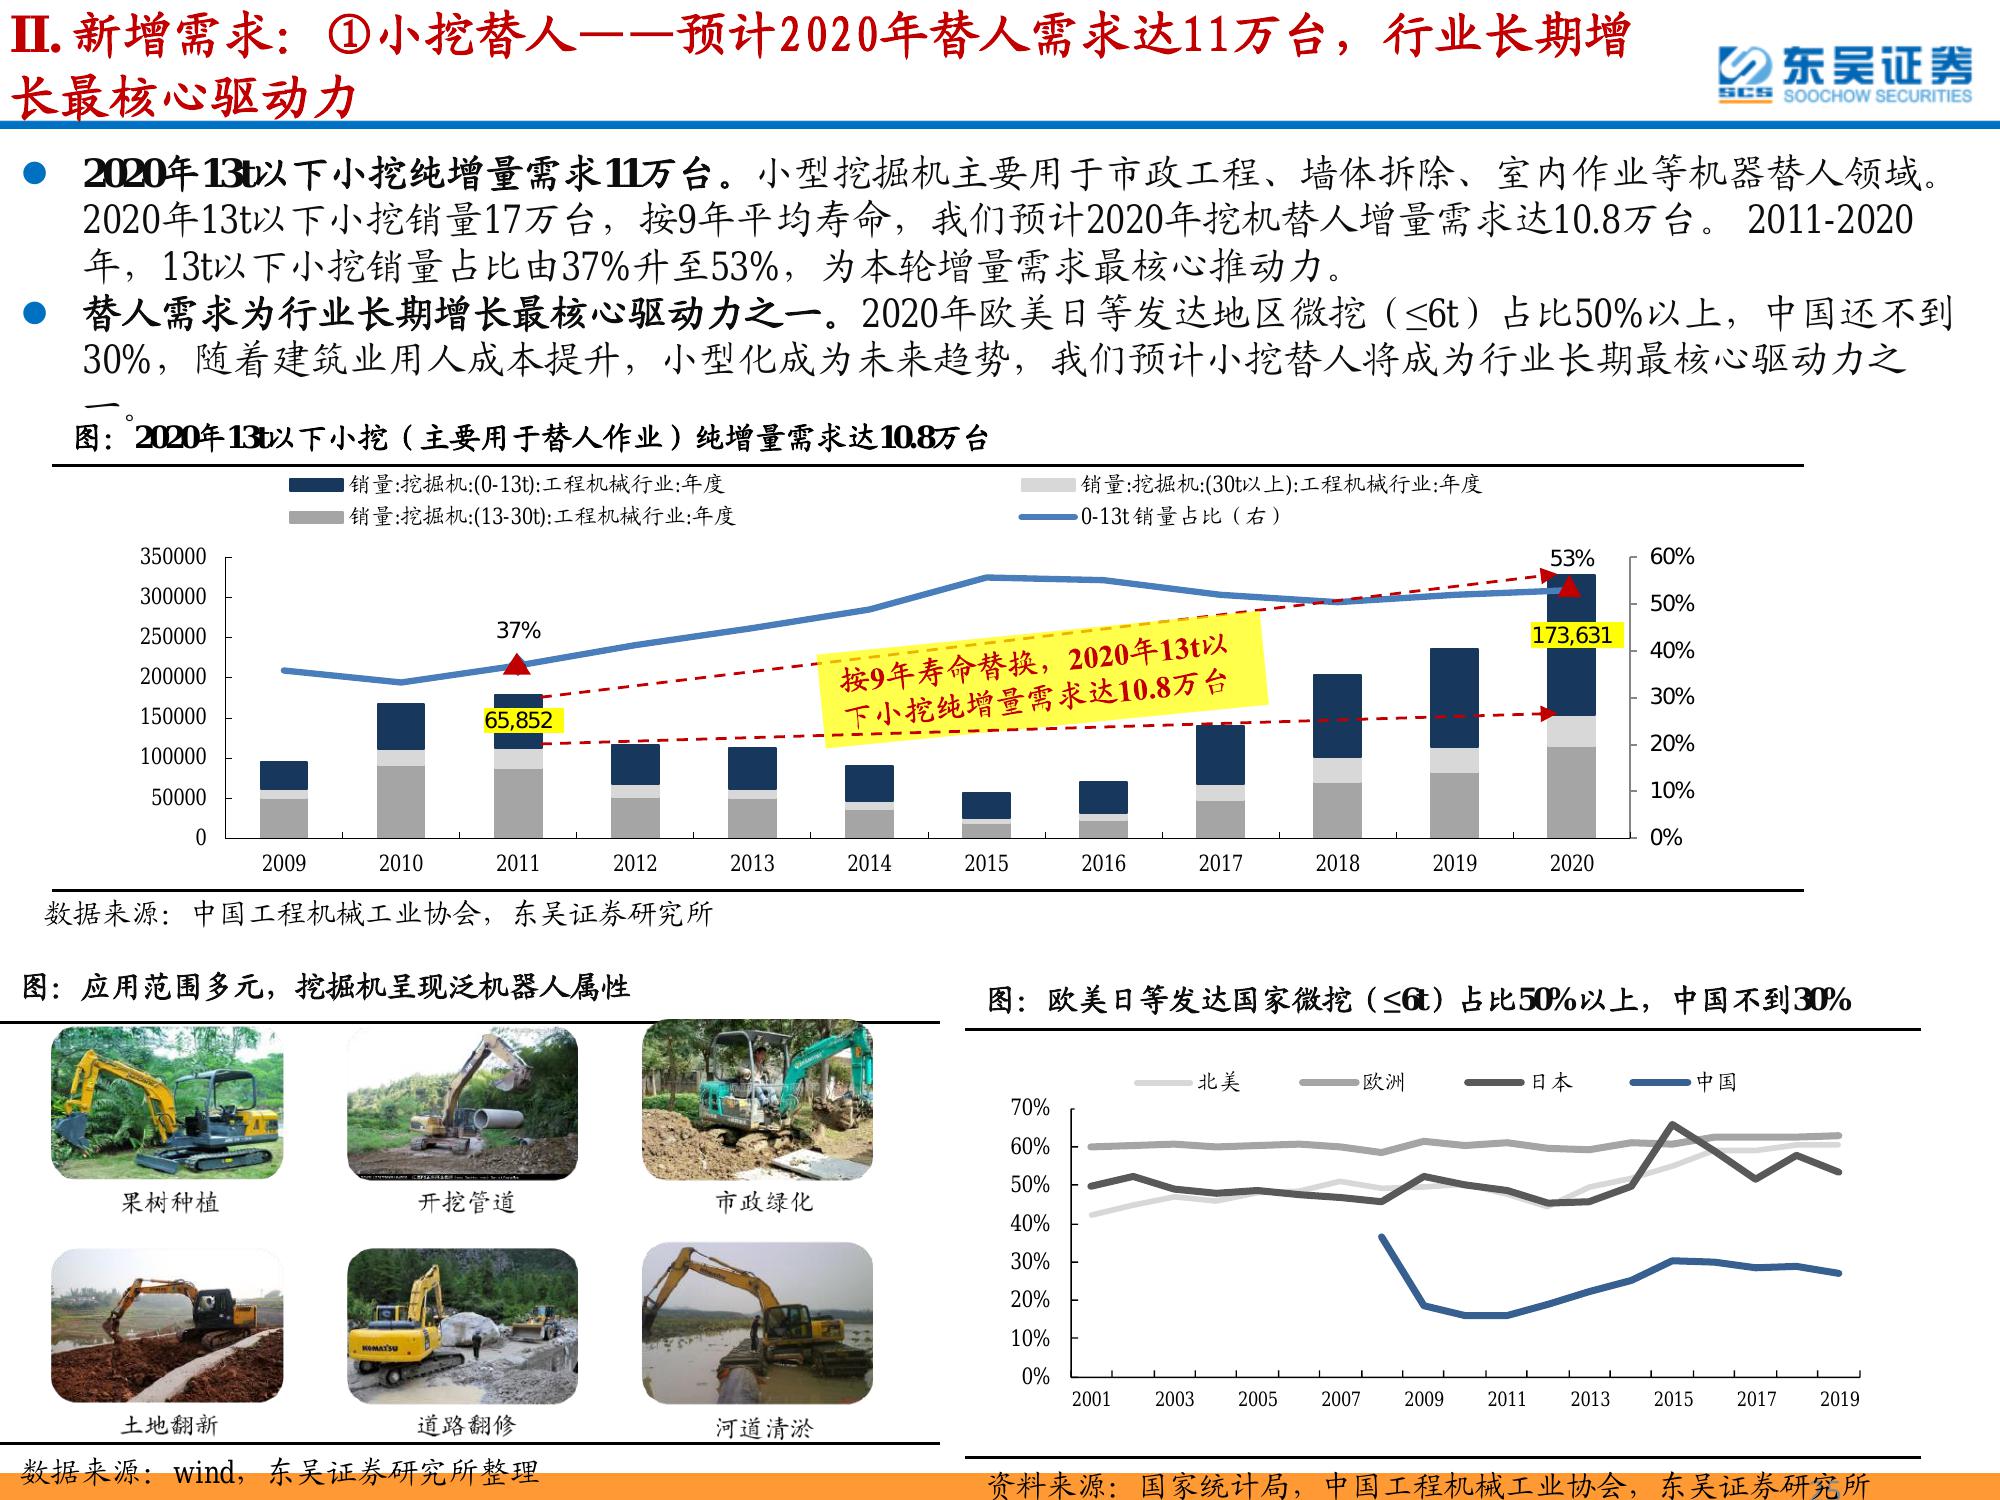 II. 新增需求：①小挖替人——预计2020年替人需求达11万台，行业长期增
长最核心驱动力
东吴证券
SCS SOOCHOW SECURITIES
2020年13t以下小挖纯增量需求11万台。小型挖掘机主要用于市政工程、墙体拆除、室内作业等机器替人领域。
2020年13t以下小挖销量17万台，按9年平均寿命，我们预计2020年挖机替人增量需求达10.8万台。 2011-2020
年，13t以下小挖销量占比由37%升至53%，为本轮增量需求最核心推动力。
替人需求为行业长期增长最核心驱动力之一。2020年欧美日等发达地区微挖（≤6t）占比50%以上，中国还不到
30%，随着建筑业用人成本提升，小型化成为未来趋势，我们预计小挖替人将成为行业长期最核心驱动力之
一。
图：2020年13t以下小挖（主要用于替人作业）纯增量需求达10.8万台
销量:挖掘机:(0-13t):工程机械行业:年度
销量:挖掘机:(30t以上):工程机械行业:年度
销量:挖掘机:(13-30t):工程机械行业:年度
0-13t销量占比（右）
350000
300000
250000
200000
150000
100000
50000
0
60%
50%
40%
30%
20%
10%
0%
37%
53%
65,852
173,631
按9年寿命替换，2020年13t以
下小挖纯增量需求达10.8万台
2009 2010 2011 2012 2013 2014 2015 2016 2017 2018 2019 2020
数据来源：中国工程机械工业协会，东吴证券研究所
图：应用范围多元，挖掘机呈现泛机器人属性
果树种植 开挖管道 市政绿化
KOMATSU
土地翻新 道路翻修 河道清淤
数据来源：wind，东吴证券研究所整理
图：欧美日等发达国家微挖（≤6t）占比50%以上，中国不到30%
北美 欧洲 日本 中国
70%
60%
50%
40%
30%
20%
10%
0%
2001 2003 2005 2007 2009 2011 2013 2015 2017 2019
资料来源：国家统计局，中国工程机械工业协会，东吴证券研究所